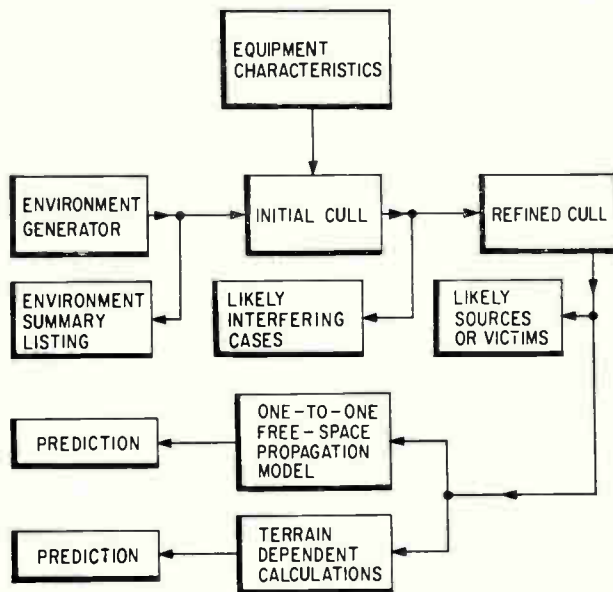 EQUIPMENT
CHARACTERISTICS
ENVIRONMENT
GENERATOR
INITIAL CULL
REFINED CULL
ENVIRONMENT
SUMMARY
LISTING
LIKELY
INTERFERING
CASES
LIKELY
SOURCES
OR VICTIMS
PREDICTION
ONE-TO-ONE
FREE-SPACE
PROPAGATION
MODEL
PREDICTION
TERRAIN
DEPENDENT
CALCULATIONS